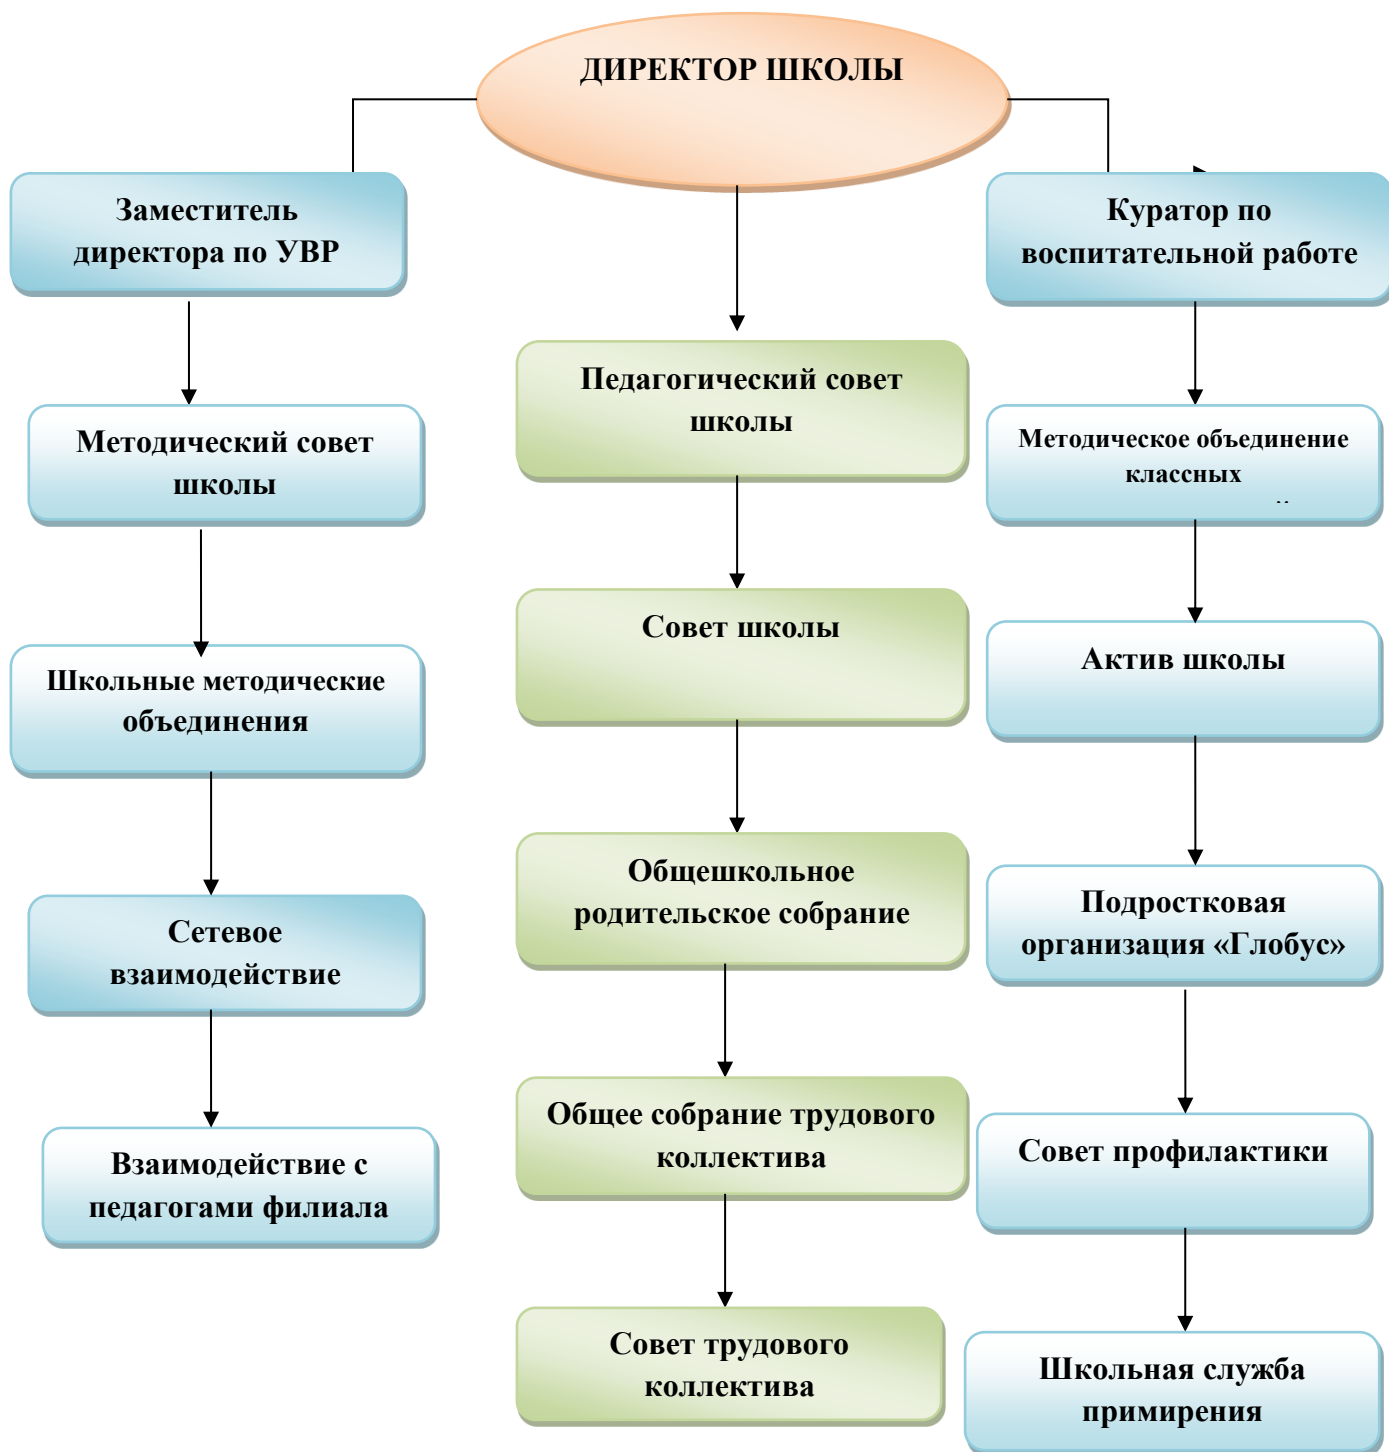 ДИРЕКТОР ШКОЛЫ
Заместитель
директора по УВР
Методический совет
школы
Школьные методические
объединения
Сетевое
взаимодействие
Взаимодействие с
педагогами филиала
Педагогический совет
школы
Совет школы
Общешкольное
родительское собрание
Общее собрание трудового
коллектива
Совет трудового
коллектива
Куратор по
воспитательной работе
Методическое объединение
классных
Актив школы
Подростковая
организация «Глобус»
Совет профилактики
Школьная служба
примирения